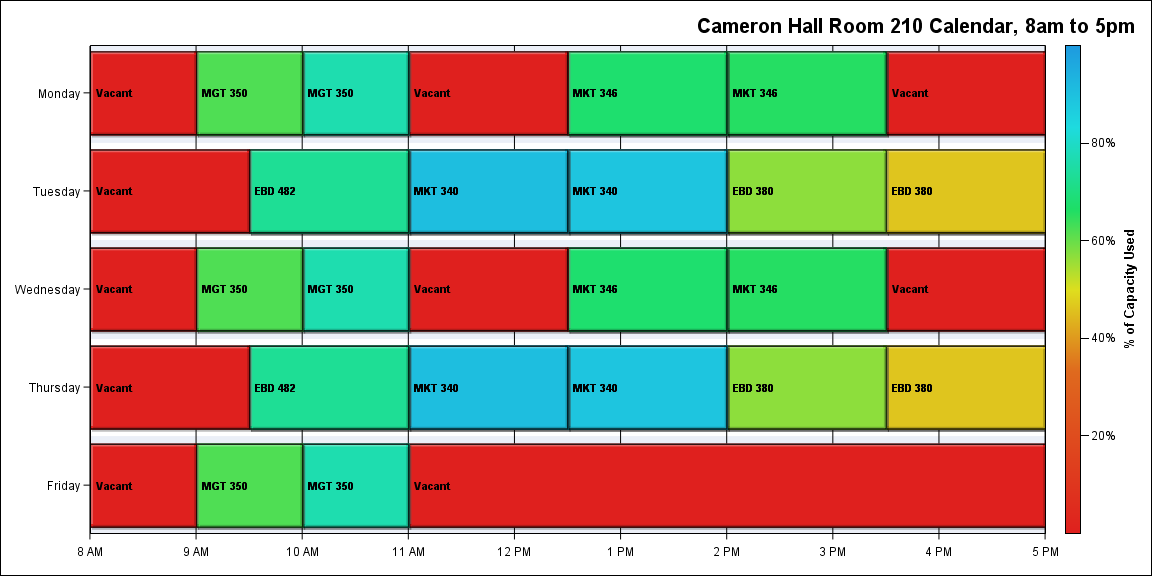 Cameron Hall Room 210 Calendar, 8am to 5pm
Monday
Vacant
MGT 350
MGT 350
Vacant
MKT 346
MKT 346
Vacant
Tuesday
Vacant
EBD 482
MKT 340
MKT 340
EBD 380
EBD 380
Wednesday
Vacant
MGT 350
MGT 350
Vacant
MKT 346
MKT 346
Vacant
Thursday
Vacant
EBD 482
MKT 340
MKT 340
EBD 380
EBD 380
Friday
Vacant
MGT 350
MGT 350
Vacant
8 AM
9 AM
10 AM
11 AM
12 PM
1 PM
2 PM
3 PM
4 PM
5 PM
80%
60%
40%
20%
% of Capacity Used